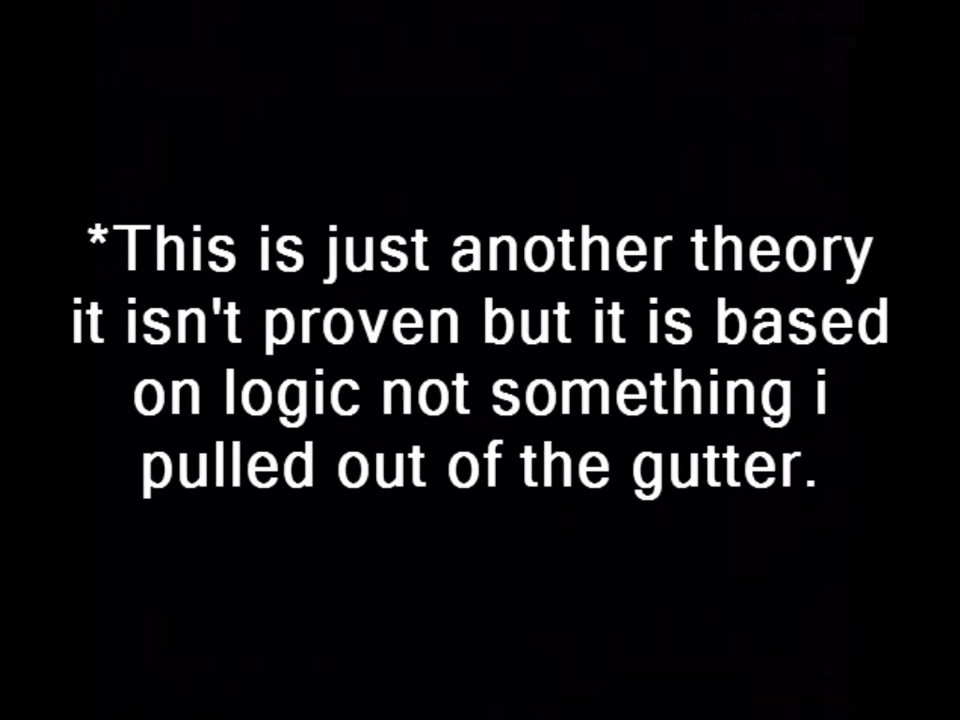 *This is just another theory
it isn't proven but it is based
on logic not something i
pulled out of the gutter.